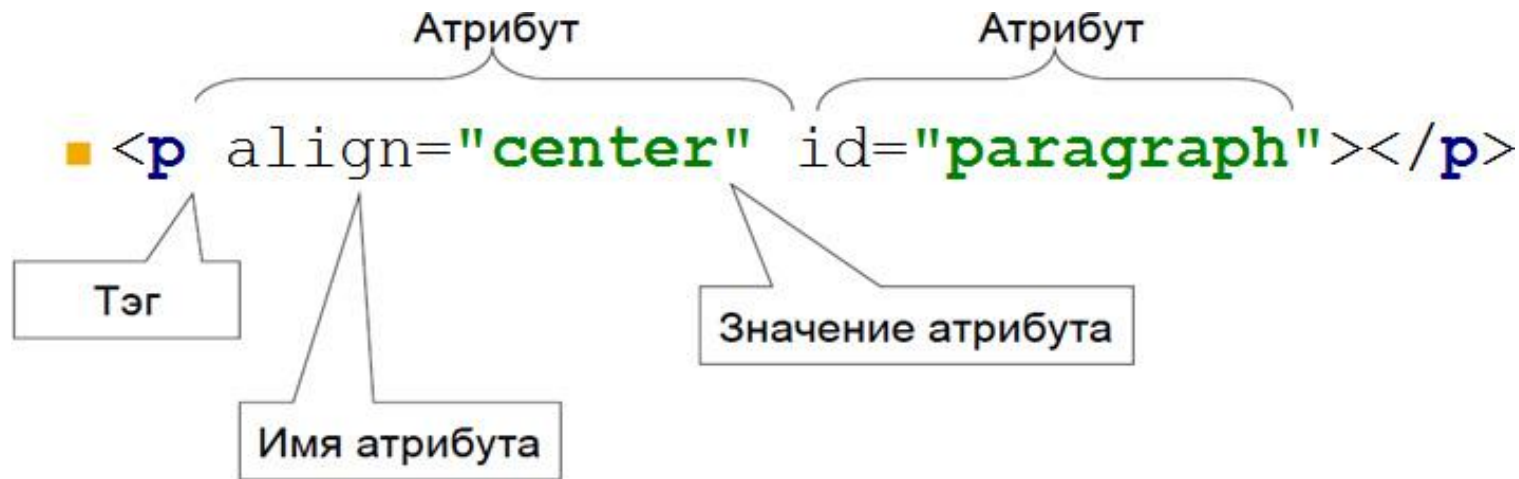 Атрибут Атрибут
<p align="center" id="paragraph"></p>
Тэг
Значение атрибута
Имя атрибута